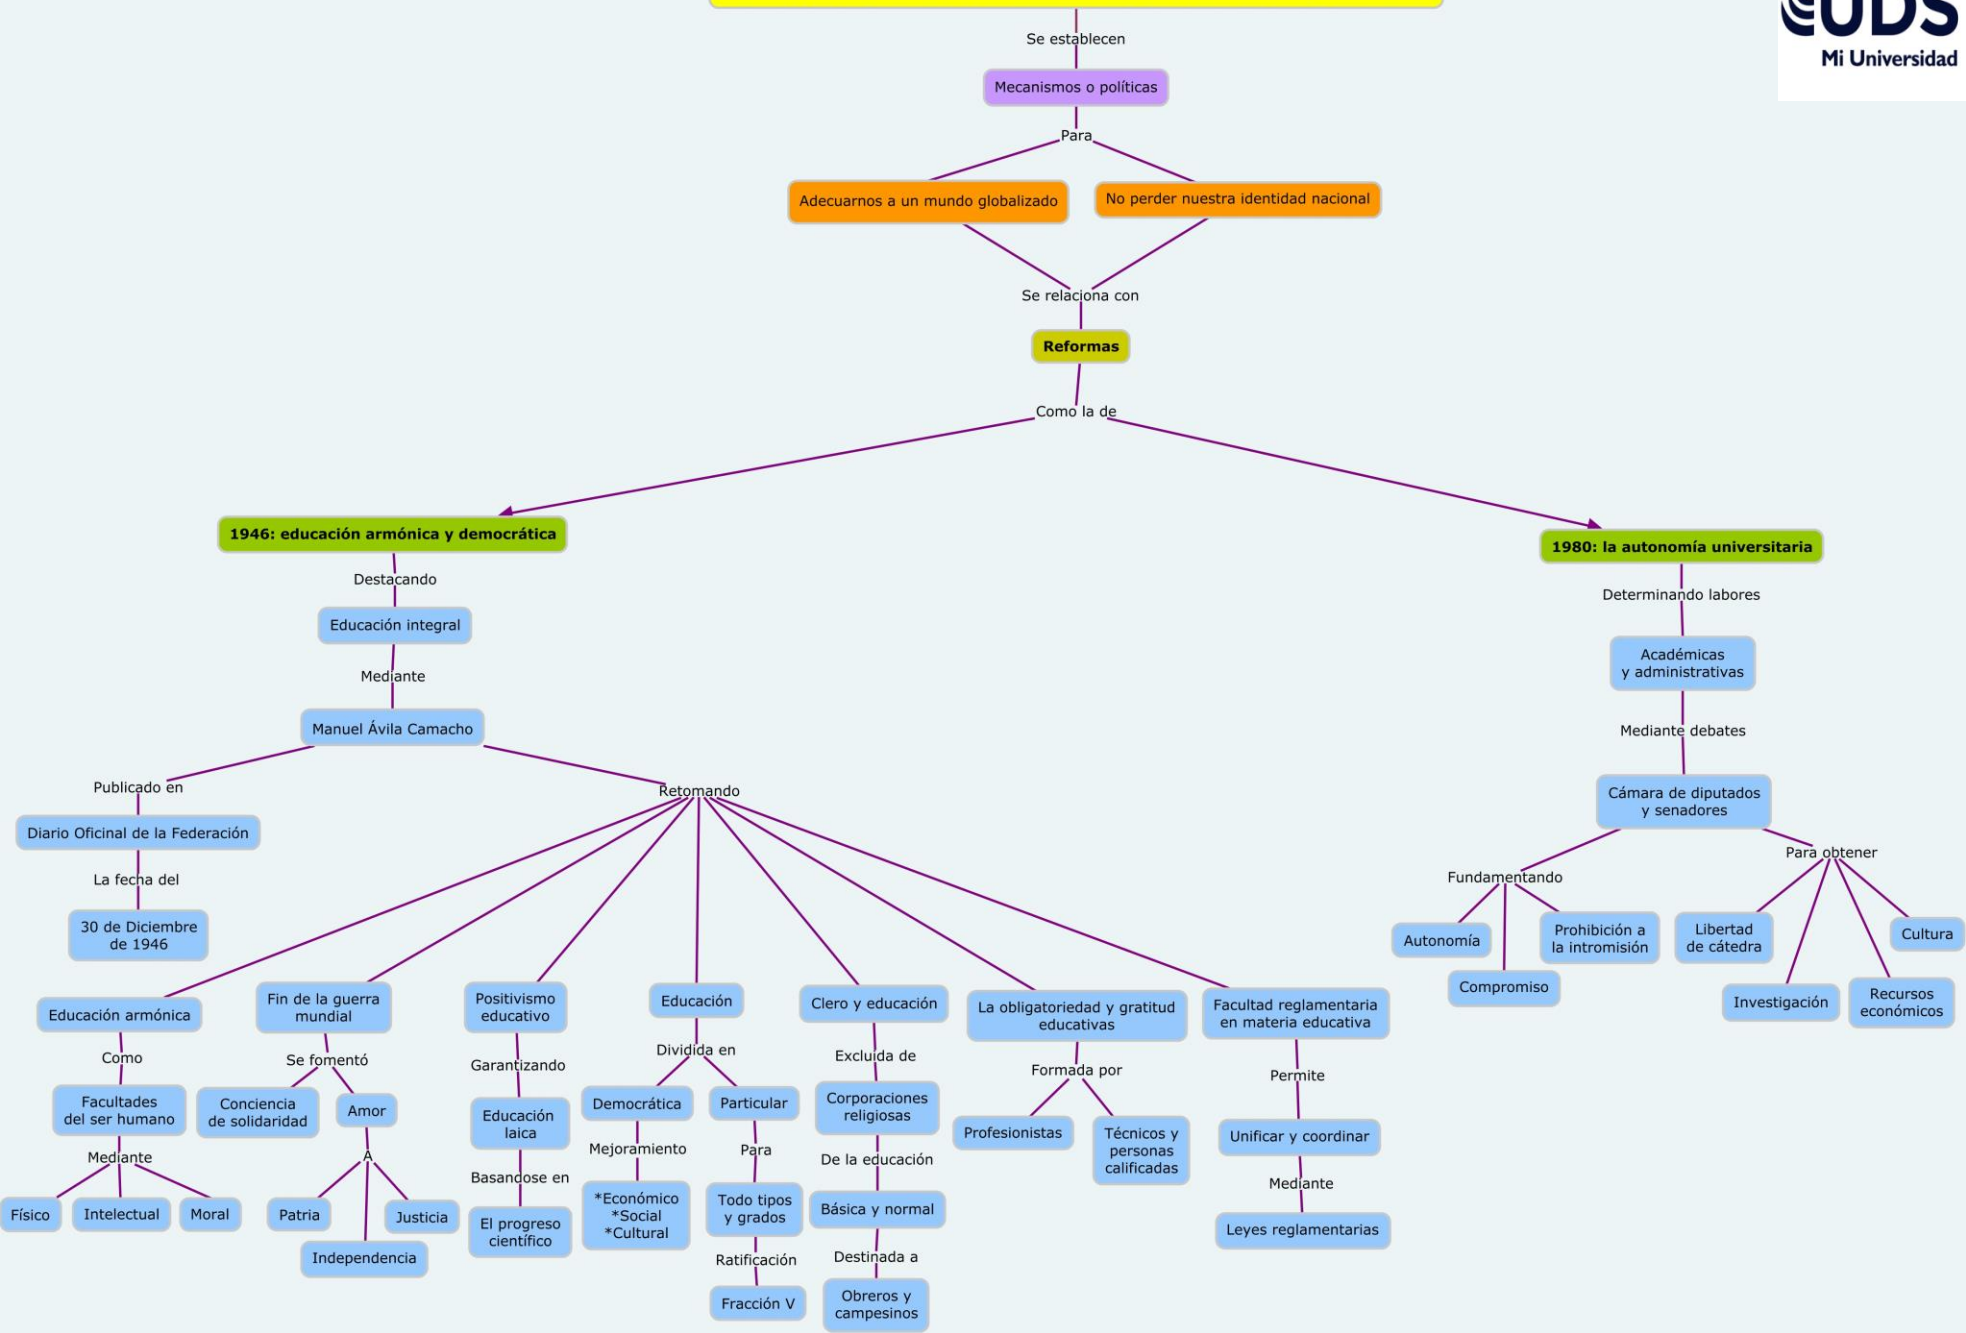 UDS
Mi Universidad
Se establecen
Mecanismos o políticas
Para
Adecuarnos a un mundo globalizado
No perder nuestra identidad nacional
Se relaciona con
Reformas
Como la de
1946: educación armónica y democrática
Destacando
Educación integral
Mediante
Manuel Ávila Camacho
Publicado en
Diario Oficinal de la Federación
La fecha del
30 de Diciembre
de 1946
Retomando
Educación armónica
Como
Facultades
del ser humano
Mediante
Físico
Intelectual
Moral
Fin de la guerra
mundial
Se fomentó
Conciencia
de solidaridad
Amor
A
Patria
Independencia
Justicia
Positivismo
educativo
Garantizando
Educación
laica
Basandose en
El progreso
científico
Educación
Dividida en
Democrática
Mejoramiento
*Económico
*Social
*Cultural
Particular
Para
Todo tipos
y grados
Ratificación
Fracción V
Clero y educación
Excluida de
Corporaciones
religiosas
De la educación
Básica y normal
Destinada a
Obreros y
campesinos
La obligatoriedad y gratitud
educativas
Formada por
Profesionistas
Técnicos y
personas
calificadas
Facultad reglamentaria
en materia educativa
Permite
Unificar y coordinar
Mediante
Leyes reglamentarias
1980: la autonomía universitaria
Determinando labores
Académicas
y administrativas
Mediante debates
Cámara de diputados
y senadores
Fundamentando
Autonomía
Compromiso
Prohibición a
la intromisión
Para obtener
Libertad
de cátedra
Investigación
Recursos
económicos
Cultura